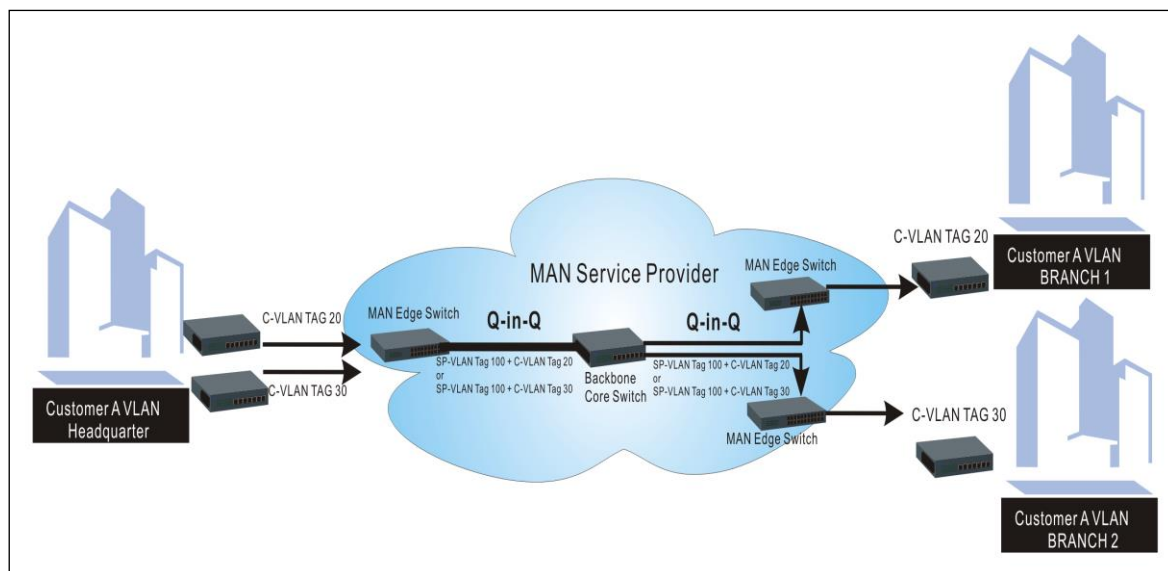 C-VLAN TAG 20
C-VLAN TAG 30
Customer A VLAN
Headquarter
MAN Service Provider
MAN Edge Switch
Q-in-Q
SP-VLAN Tag 100 + C-VLAN Tag 20
or
SP-VLAN Tag 100 + C-VLAN Tag 30
Backbone
Core Switch
Q-in-Q
SP-VLAN Tag 100 + C-VLAN Tag 20
or
SP-VLAN Tag 100 + C-VLAN Tag 30
MAN Edge Switch
MAN Edge Switch
C-VLAN TAG 20
Customer A VLAN
BRANCH 1
C-VLAN TAG 30
Customer A VLAN
BRANCH 2